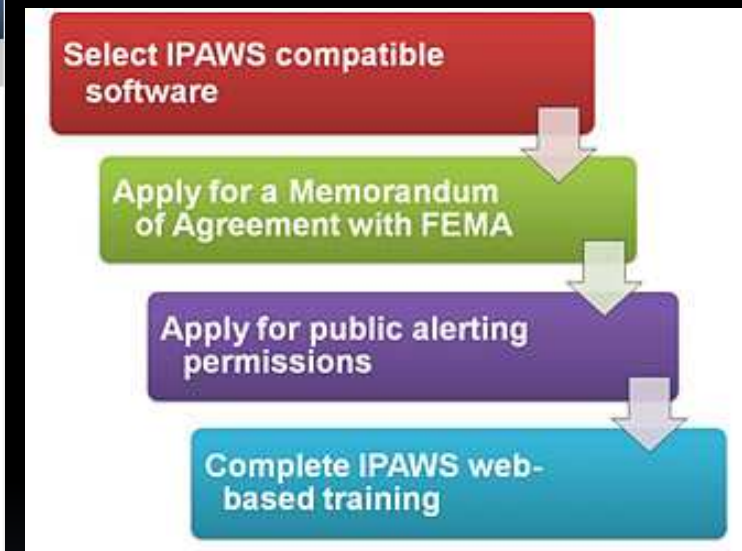 Select IPAWS compatible
software
Apply for a Memorandum
of Agreement with FEMA
Apply for public alerting
permissions
Complete IPAWS web-
based training